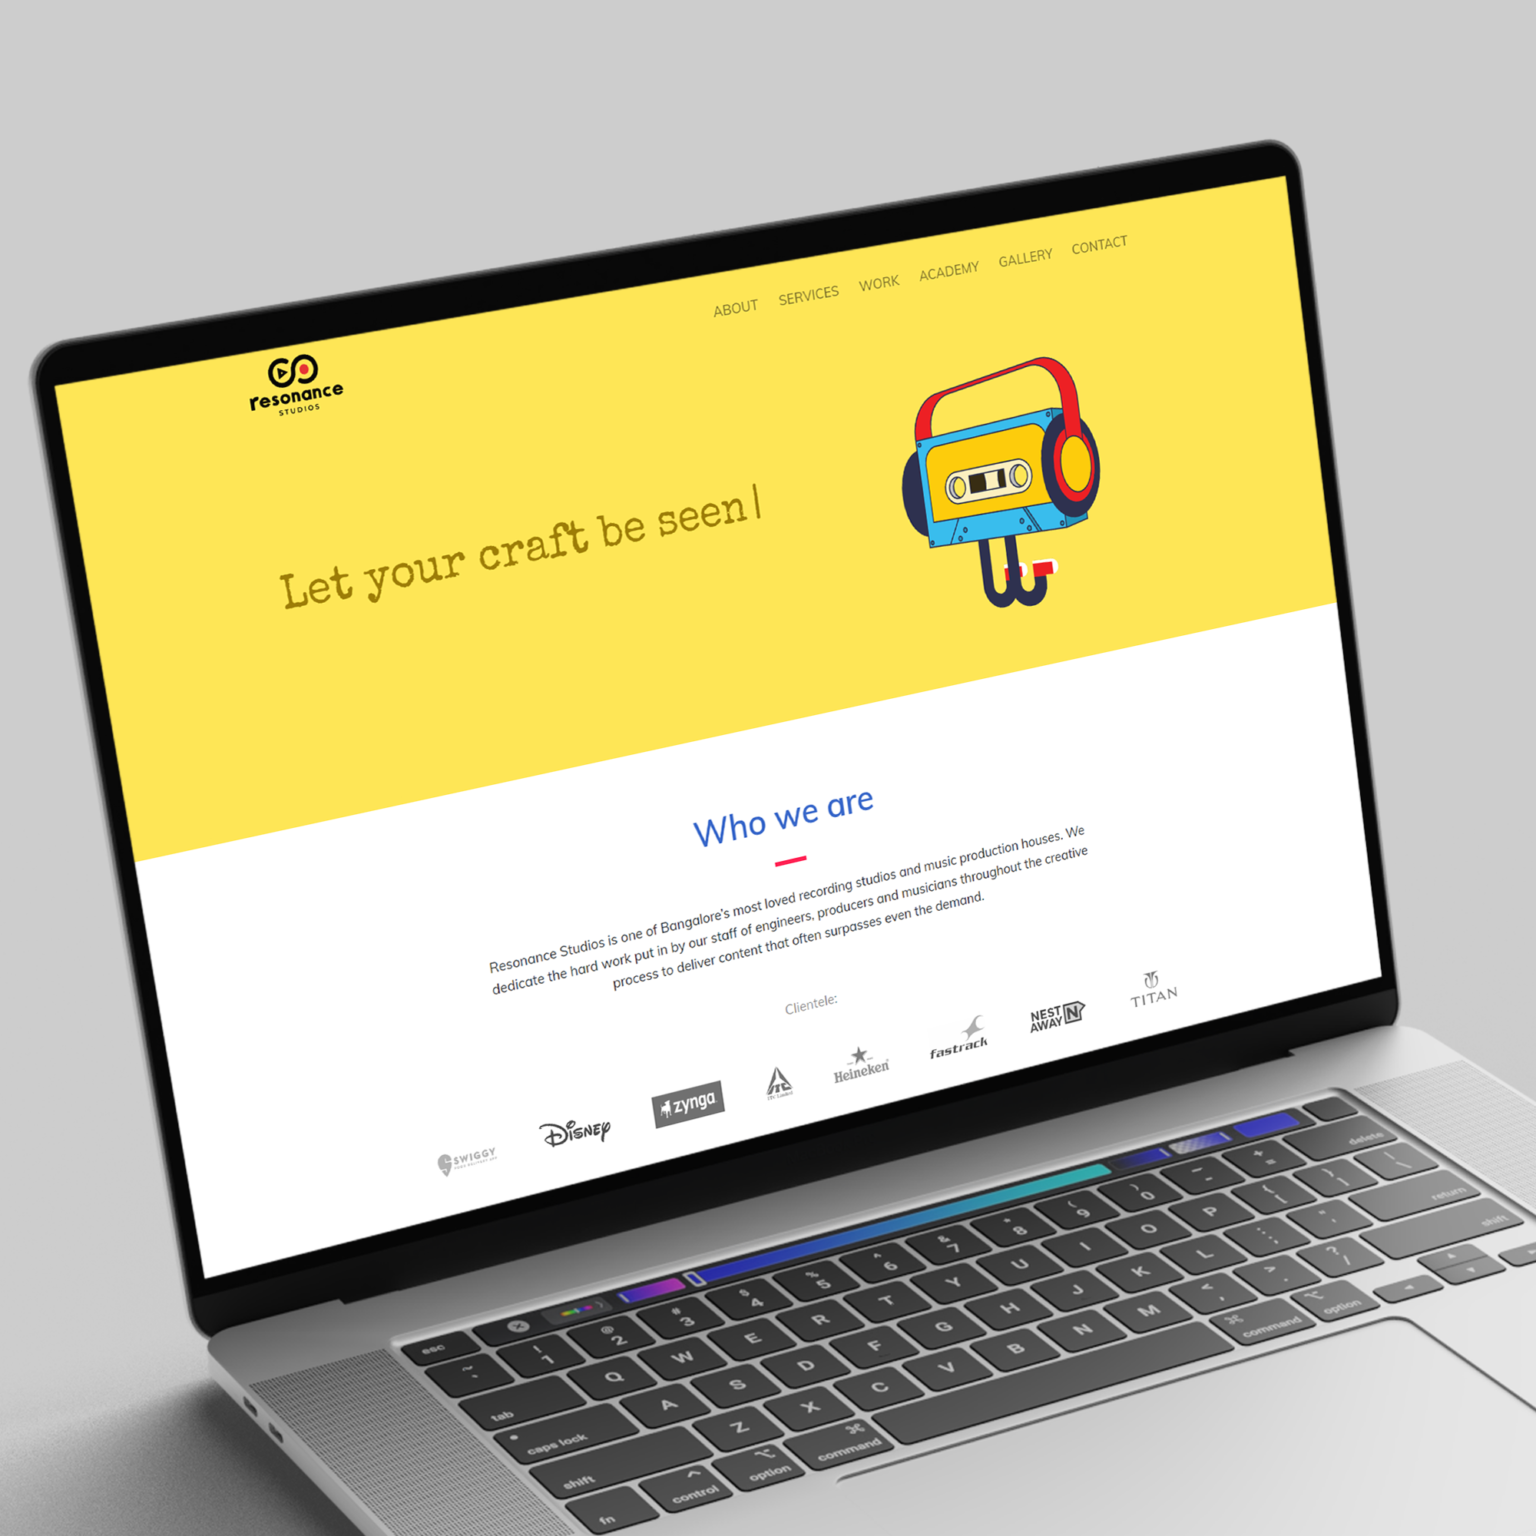 ABOUT SERVICES WORK ACADEMY GALLERY CONTACT
resonance
STUDIOS
Let your craft be seen|
Who we are
Resonance Studios is one of Bangalore's most loved recording studios and music production houses. We
dedicate the hard work put in by our staff of engineers, producers and musicians throughout the creative
process to deliver content that often surpasses even the demand.
Clientele:
SWIGGY
DISNEY
zynga
ITC Limited
Heineken
fastrack
NEST
AWAY N
TITAN
esc
~ ` ! 1 @ 2 # 3 $ 4 % 5 ^ 6 & 7 * 8 ( 9 ) 0 _ - + = delete
tab Q W E R T Y U I O P { [ } ] | \
caps lock A S D F G H J K L : ; " ' return
shift Z X C V B N M < , > . ? / shift
fn control option command command option